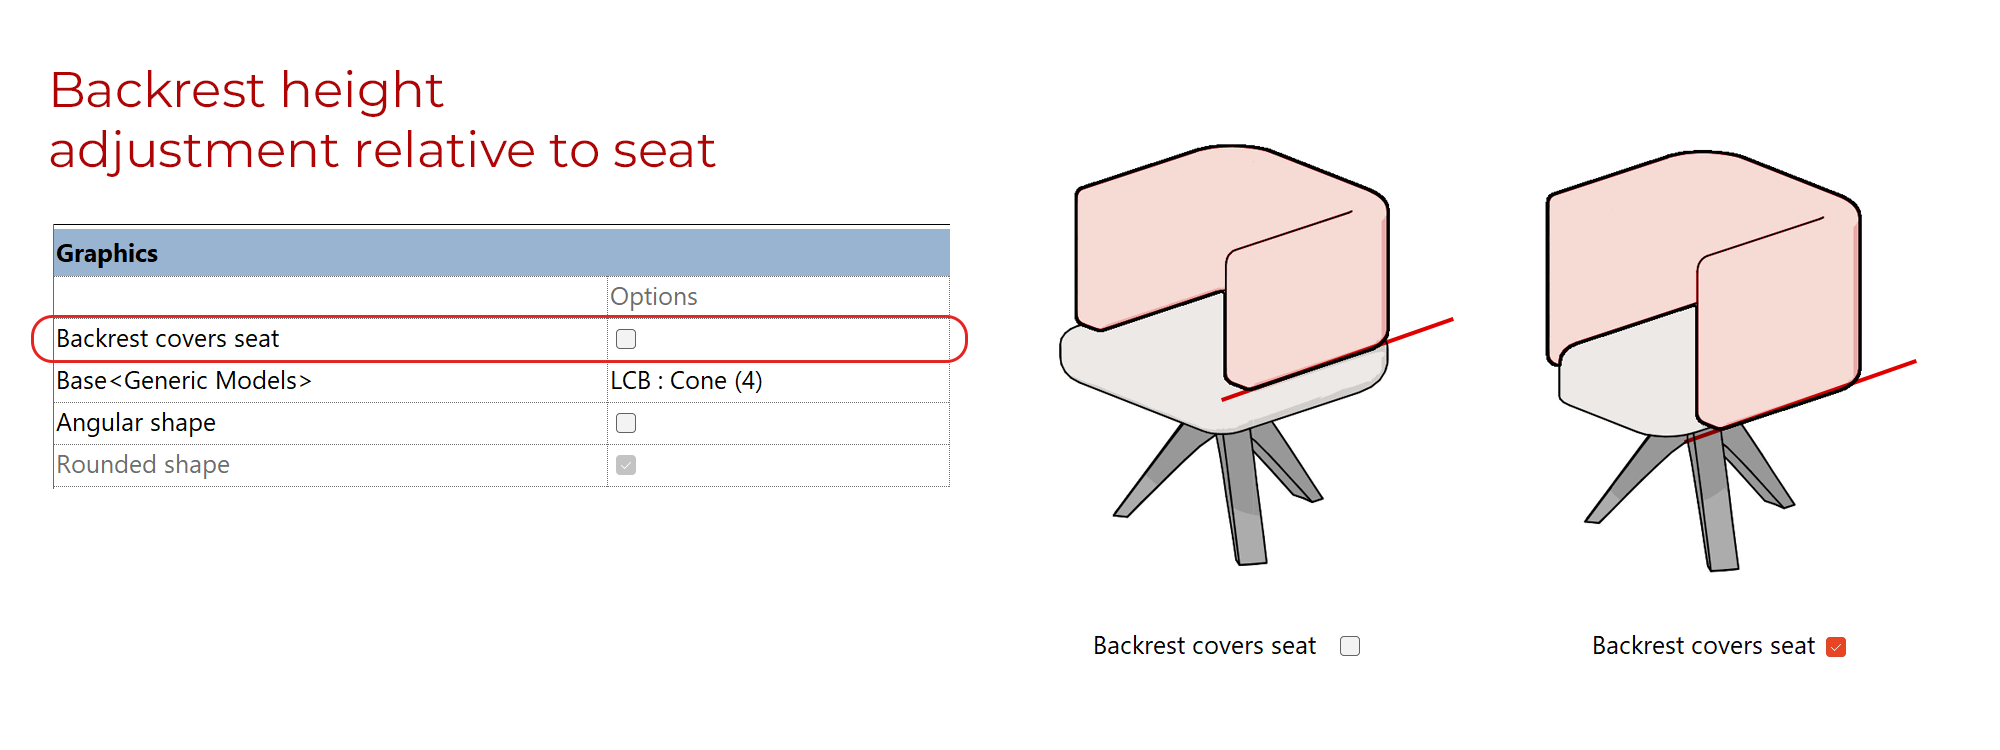 Backrest height
adjustment relative to seat
Graphics
Options
Backrest covers seat
Base<Generic Models> LCB : Cone (4)
Angular shape
Rounded shape
Backrest covers seat
Backrest covers seat